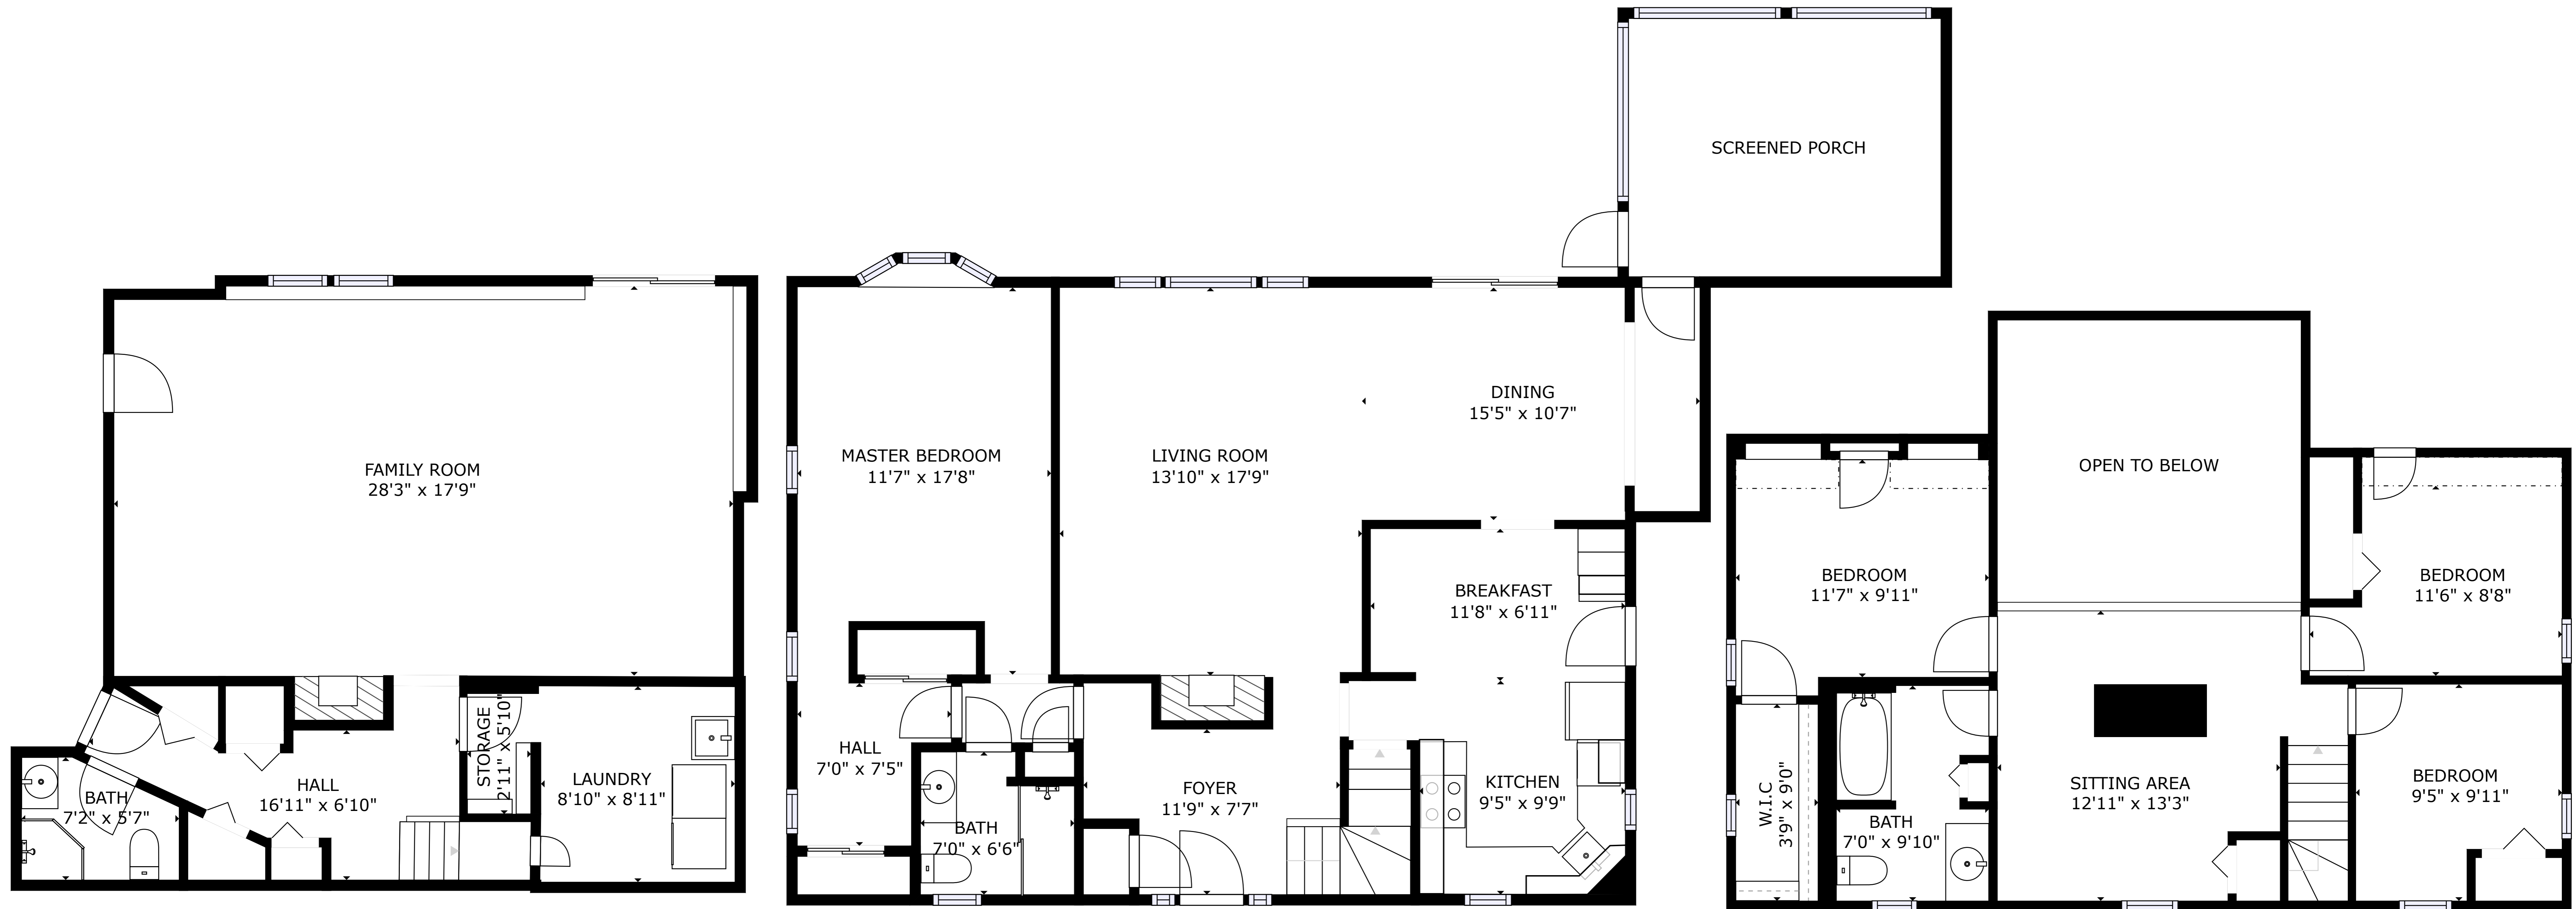 FAMILY ROOM
28'3" x 17'9"
STORAGE
2'11" x 5'10"
BATH
7'2" x 5'7"
HALL
16'11" x 6'10"
LAUNDRY
8'10" x 8'11"
SCREENED PORCH
MASTER BEDROOM
11'7" x 17'8"
LIVING ROOM
13'10" x 17'9"
DINING
15'5" x 10'7"
BREAKFAST
11'8" x 6'11"
HALL
7'0" x 7'5"
BATH
7'0" x 6'6"
FOYER
11'9" x 7'7"
KITCHEN
9'5" x 9'9"
OPEN TO BELOW
BEDROOM
11'7" x 9'11"
BEDROOM
11'6" x 8'8"
W.I.C
3'9" x 9'0"
BATH
7'0" x 9'10"
SITTING AREA
12'11" x 13'3"
BEDROOM
9'5" x 9'11"